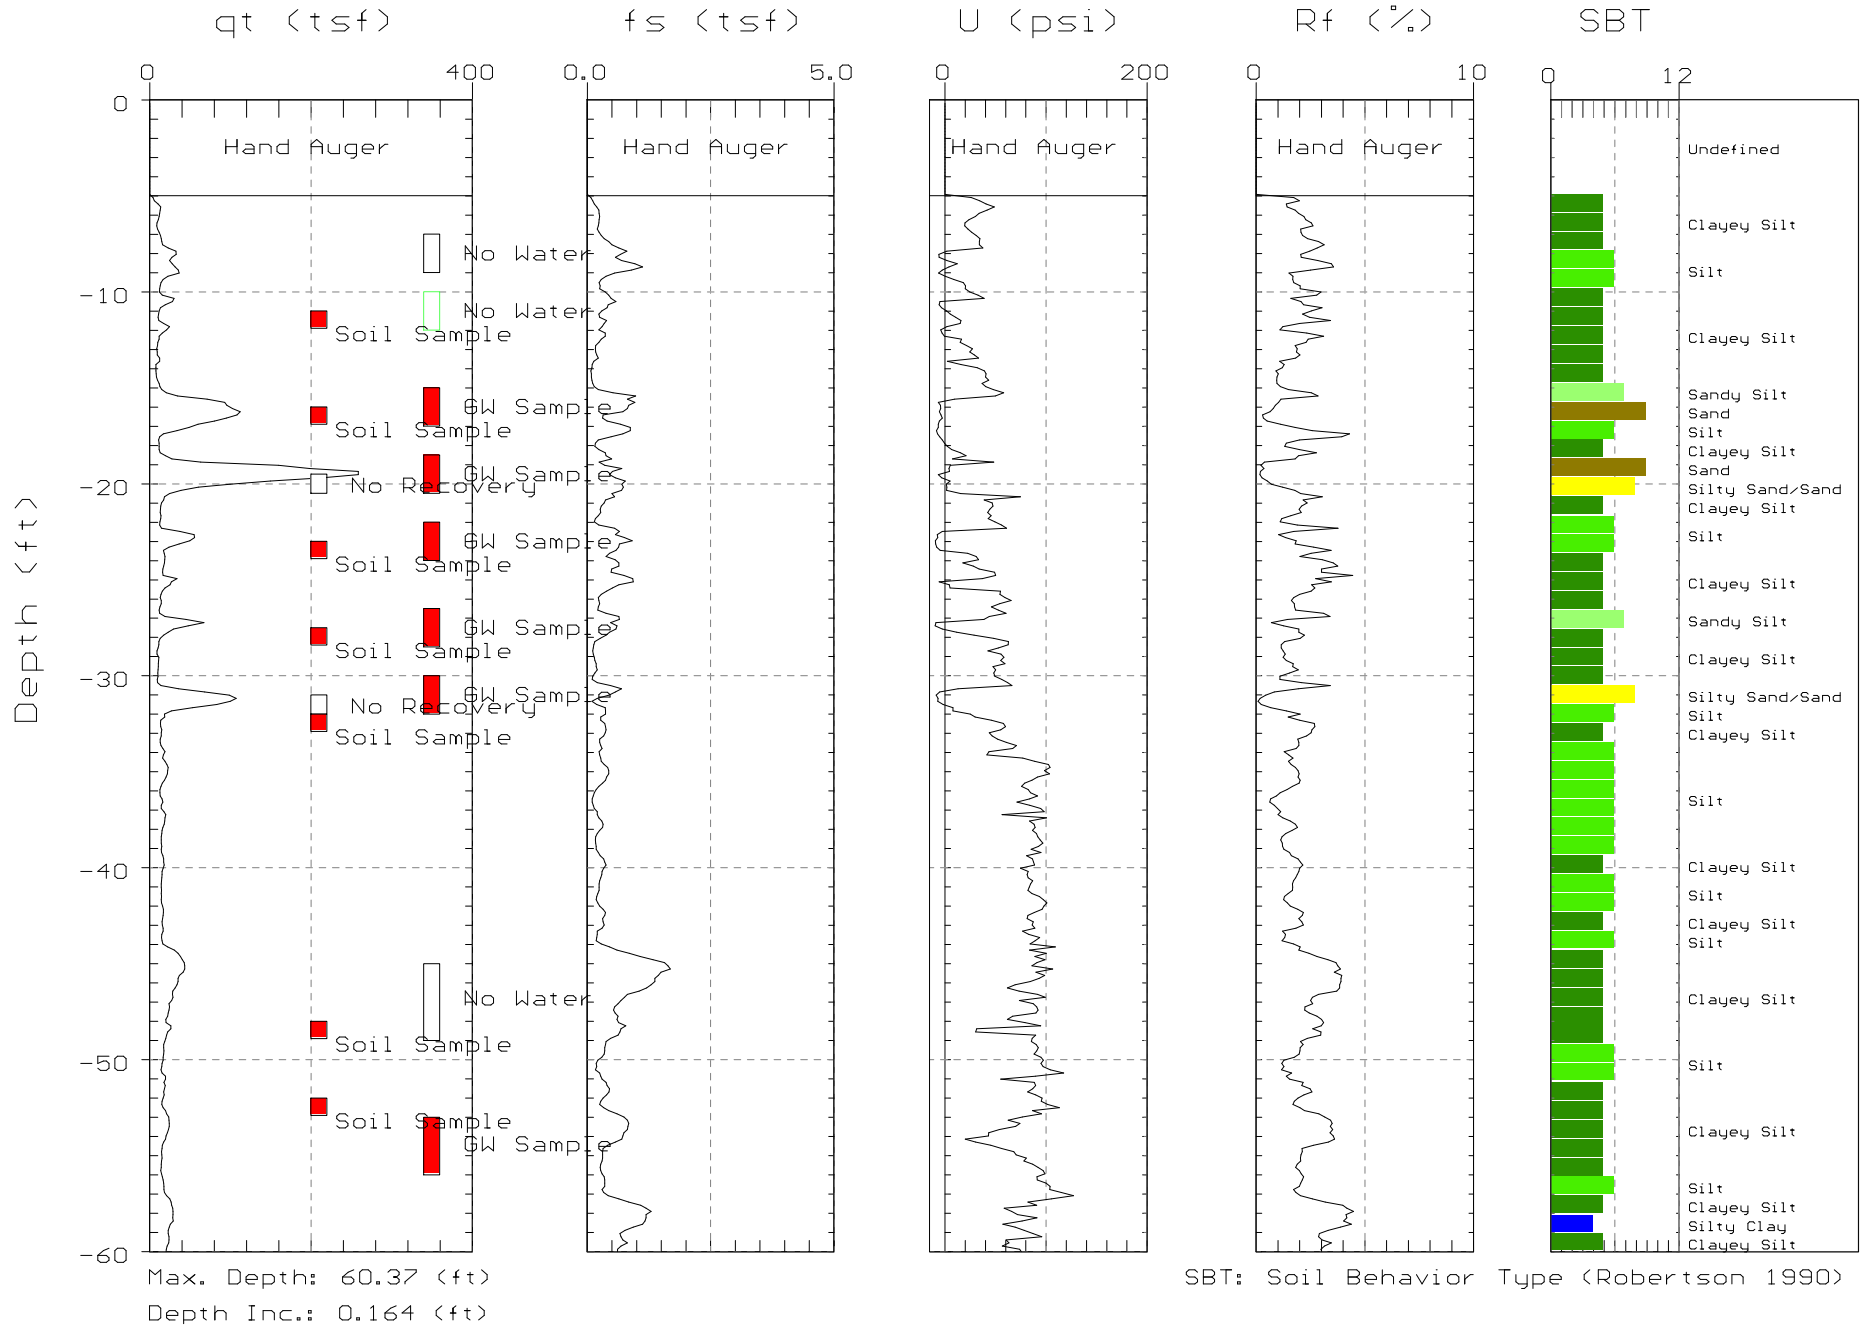 qt (tsf) fs (tsf) U (psi) Rf (%) SBT
0 400 0.0 5.0 0 200 0 10 0 12
0
Hand Auger Hand Auger Hand Auger Hand Auger Undefined
Clayey Silt
No Water
Silt
-10
No Water
Soil Sample
Clayey Silt
Sandy Silt
GW Sample
Sand
Soil Sample
Silt
Clayey Silt
Sand
GW Sample
-20
No Recovery
Silty Sand/Sand
Clayey Silt
Silt
GW Sample
Soil Sample
Clayey Silt
Sandy Silt
GW Sample
Soil Sample
Clayey Silt
-30
GW Sample
Silty Sand/Sand
No Recovery
Silt
Clayey Silt
Soil Sample
Silt
-40
Clayey Silt
Silt
Clayey Silt
Silt
No Water
Clayey Silt
Soil Sample
-50
Silt
Soil Sample
Clayey Silt
GW Sample
Silt
Clayey Silt
Silty Clay
Clayey Silt
-60
Depth (ft)
Max. Depth: 60.37 (ft)
SBT: Soil Behavior Type (Robertson 1990)
Depth Inc.: 0.164 (ft)